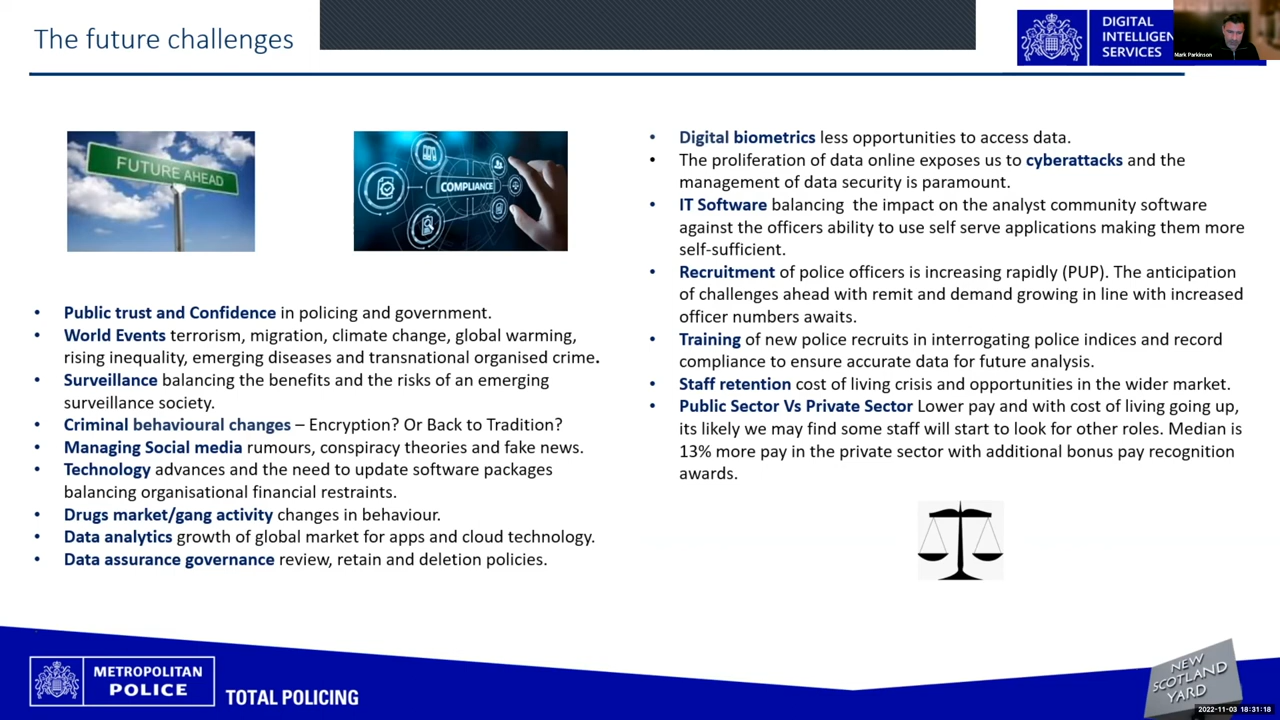 The future challenges
DIGITAL
INTELLIGEN
SERVICES
Mark Parkinson
FUTURE AHEAD
COMPLIANCE
• Public trust and Confidence in policing and government.
• World Events terrorism, migration, climate change, global warming,
rising inequality, emerging diseases and transnational organised crime.
• Surveillance balancing the benefits and the risks of an emerging
surveillance society.
• Criminal behavioural changes – Encryption? Or Back to Tradition?
• Managing Social media rumours, conspiracy theories and fake news.
• Technology advances and the need to update software packages
balancing organisational financial restraints.
• Drugs market/gang activity changes in behaviour.
• Data analytics growth of global market for apps and cloud technology.
• Data assurance governance review, retain and deletion policies.
• Digital biometrics less opportunities to access data.
• The proliferation of data online exposes us to cyberattacks and the
management of data security is paramount.
• IT Software balancing the impact on the analyst community software
against the officers ability to use self serve applications making them more
self-sufficient.
• Recruitment of police officers is increasing rapidly (PUP). The anticipation
of challenges ahead with remit and demand growing in line with increased
officer numbers awaits.
• Training of new police recruits in interrogating police indices and record
compliance to ensure accurate data for future analysis.
• Staff retention cost of living crisis and opportunities in the wider market.
• Public Sector Vs Private Sector Lower pay and with cost of living going up,
its likely we may find some staff will start to look for other roles. Median is
13% more pay in the private sector with additional bonus pay recognition
awards.
METROPOLITAN
POLICE
TOTAL POLICING
NEW
SCOTLAND
YARD
2022-11-03 18:31:18